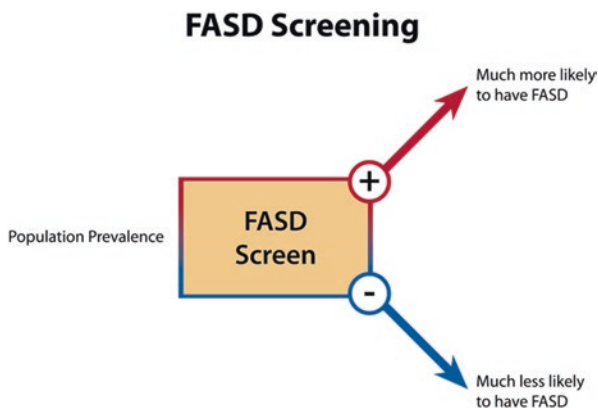 FASD Screening
Much more likely
to have FASD
+
Population Prevalence
FASD
Screen
-
Much less likely
to have FASD